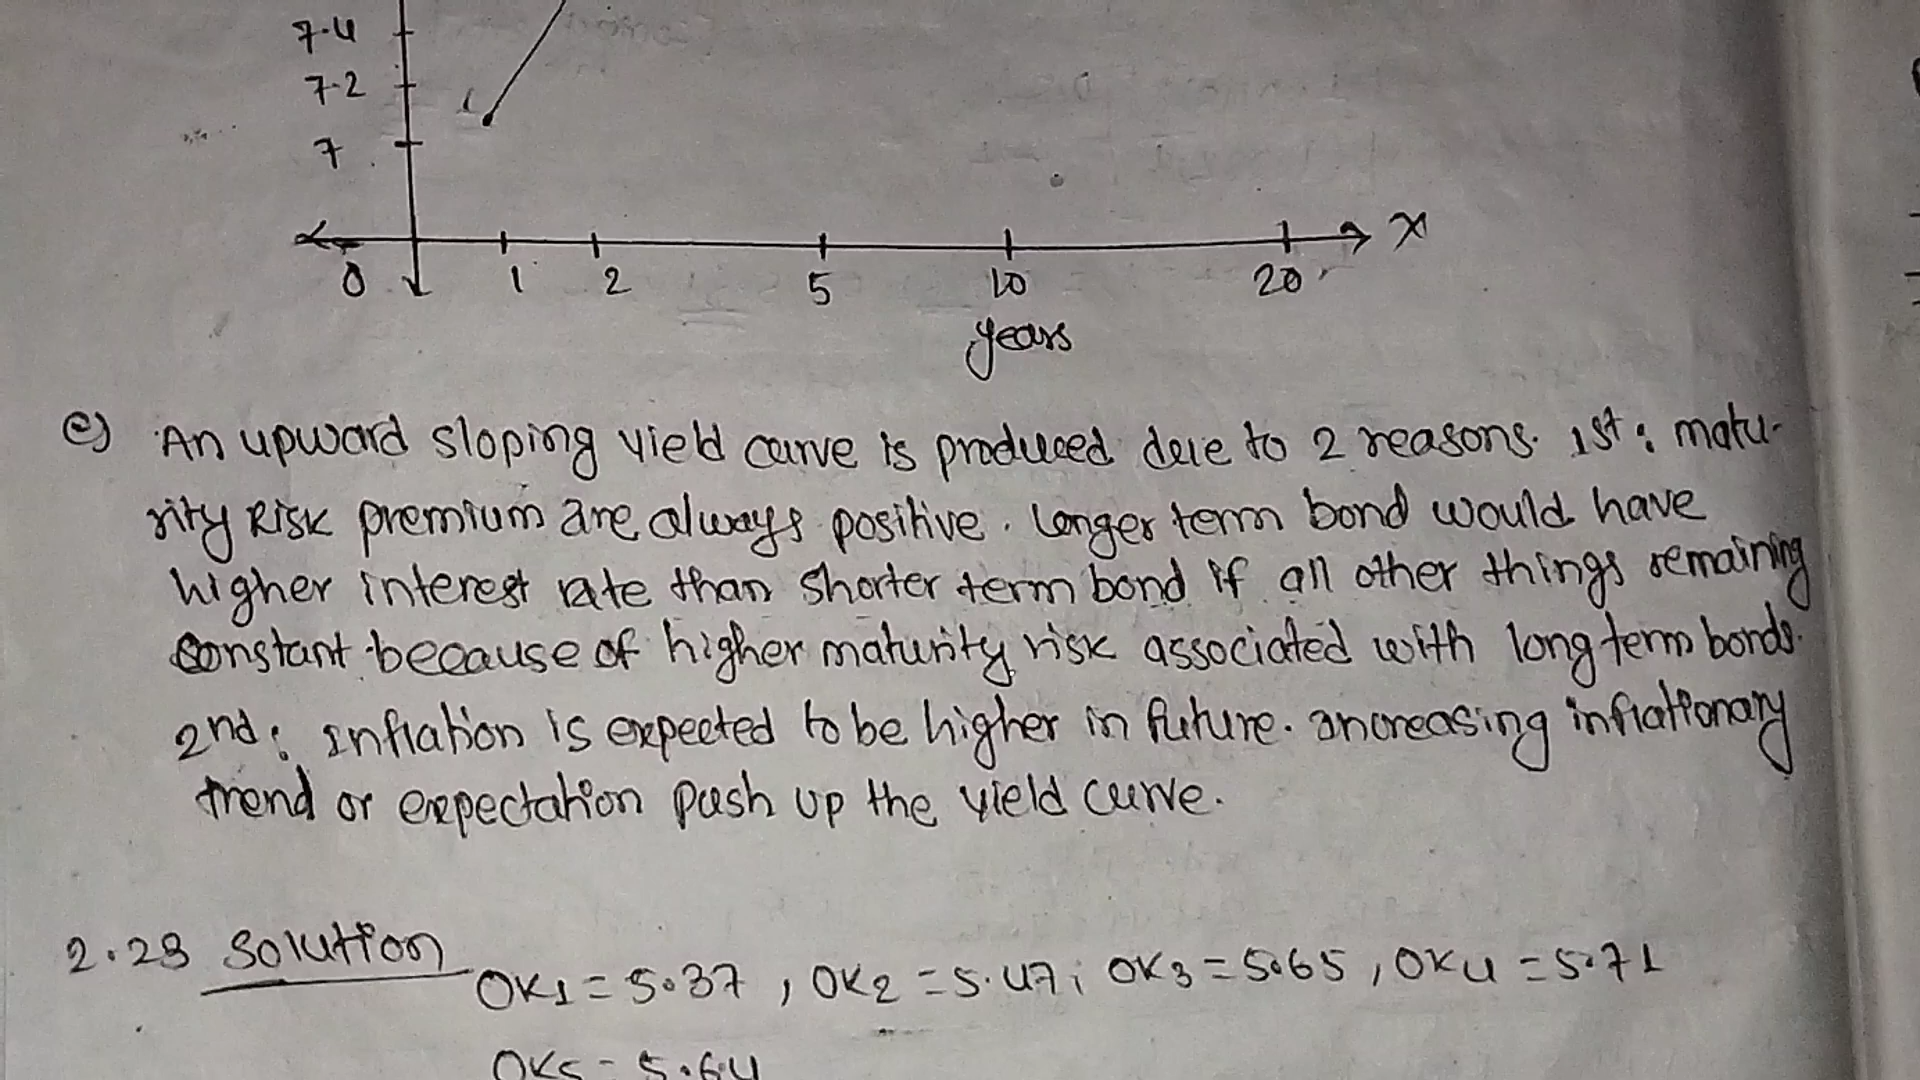 7.4
7.2
7
X
0 1 2 5 10 20
years
e) An upward sloping yield curve is produced due to 2 reasons. 1st: matu-
rity Risk premium are always positive. Longer term bond would have
higher interest rate than shorter term bond if all other things remaining
constant because of higher maturity risk associated with long term bonds.
2nd: Inflation is expected to be higher in future. Increasing inflationary
trend or expectation push up the yield curve.
2.23 Solution
OK1 = 5.37, OK2 = 5.47; OK3 = 5.65, OK4 = 5.71
OK5 = 5.64